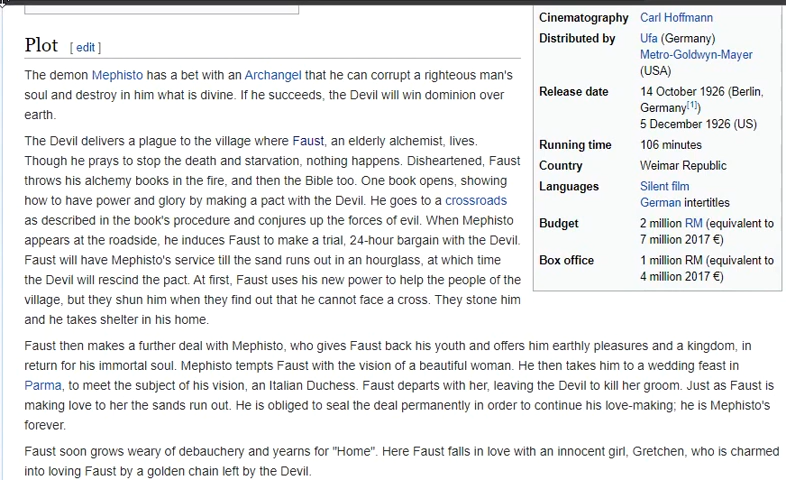 Plot [ edit ]
The demon Mephisto has a bet with an Archangel that he can corrupt a righteous man's
soul and destroy in him what is divine. If he succeeds, the Devil will win dominion over
earth.
The Devil delivers a plague to the village where Faust, an elderly alchemist, lives.
Though he prays to stop the death and starvation, nothing happens. Disheartened, Faust
throws his alchemy books in the fire, and then the Bible too. One book opens, showing
how to have power and glory by making a pact with the Devil. He goes to a crossroads
as described in the book's procedure and conjures up the forces of evil. When Mephisto
appears at the roadside, he induces Faust to make a trial, 24-hour bargain with the Devil.
Faust will have Mephisto's service till the sand runs out in an hourglass, at which time
the Devil will rescind the pact. At first, Faust uses his new power to help the people of the
village, but they shun him when they find out that he cannot face a cross. They stone him
and he takes shelter in his home.
Faust then makes a further deal with Mephisto, who gives Faust back his youth and offers him earthly pleasures and a kingdom, in
return for his immortal soul. Mephisto tempts Faust with the vision of a beautiful woman. He then takes him to a wedding feast in
Parma, to meet the subject of his vision, an Italian Duchess. Faust departs with her, leaving the Devil to kill her groom. Just as Faust is
making love to her the sands run out. He is obliged to seal the deal permanently in order to continue his love-making; he is Mephisto's
forever.
Faust soon grows weary of debauchery and yearns for "Home". Here Faust falls in love with an innocent girl, Gretchen, who is charmed
into loving Faust by a golden chain left by the Devil.
Cinematography Carl Hoffmann
Distributed by Ufa (Germany)
Metro-Goldwyn-Mayer
(USA)
Release date 14 October 1926 (Berlin,
Germany[1])
5 December 1926 (US)
Running time 106 minutes
Country Weimar Republic
Languages Silent film
German intertitles
Budget 2 million RM (equivalent to
7 million 2017 €)
Box office 1 million RM (equivalent to
4 million 2017 €)